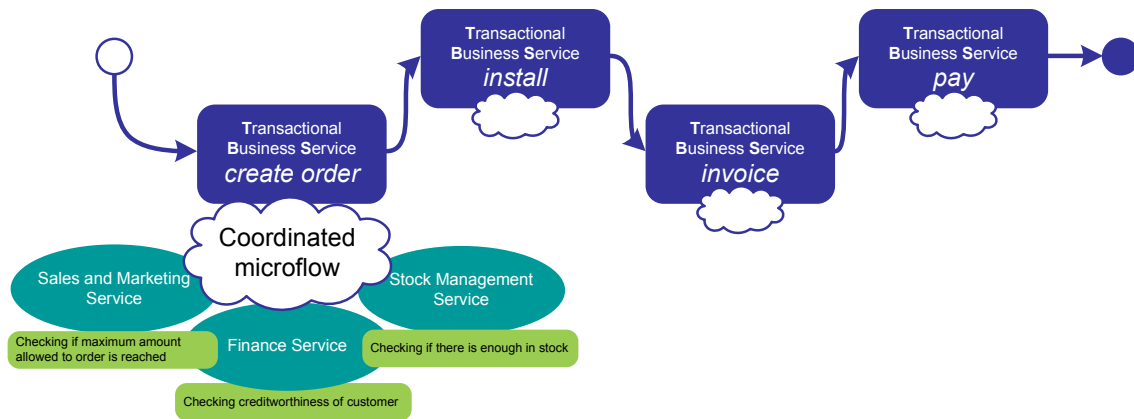 Transactional
Business Service
create order
Transactional
Business Service
install
Transactional
Business Service
invoice
Transactional
Business Service
pay
Coordinated
microflow
Sales and Marketing
Service
Checking if maximum amount
allowed to order is reached
Finance Service
Checking creditworthiness of customer
Stock Management
Service
Checking if there is enough in stock